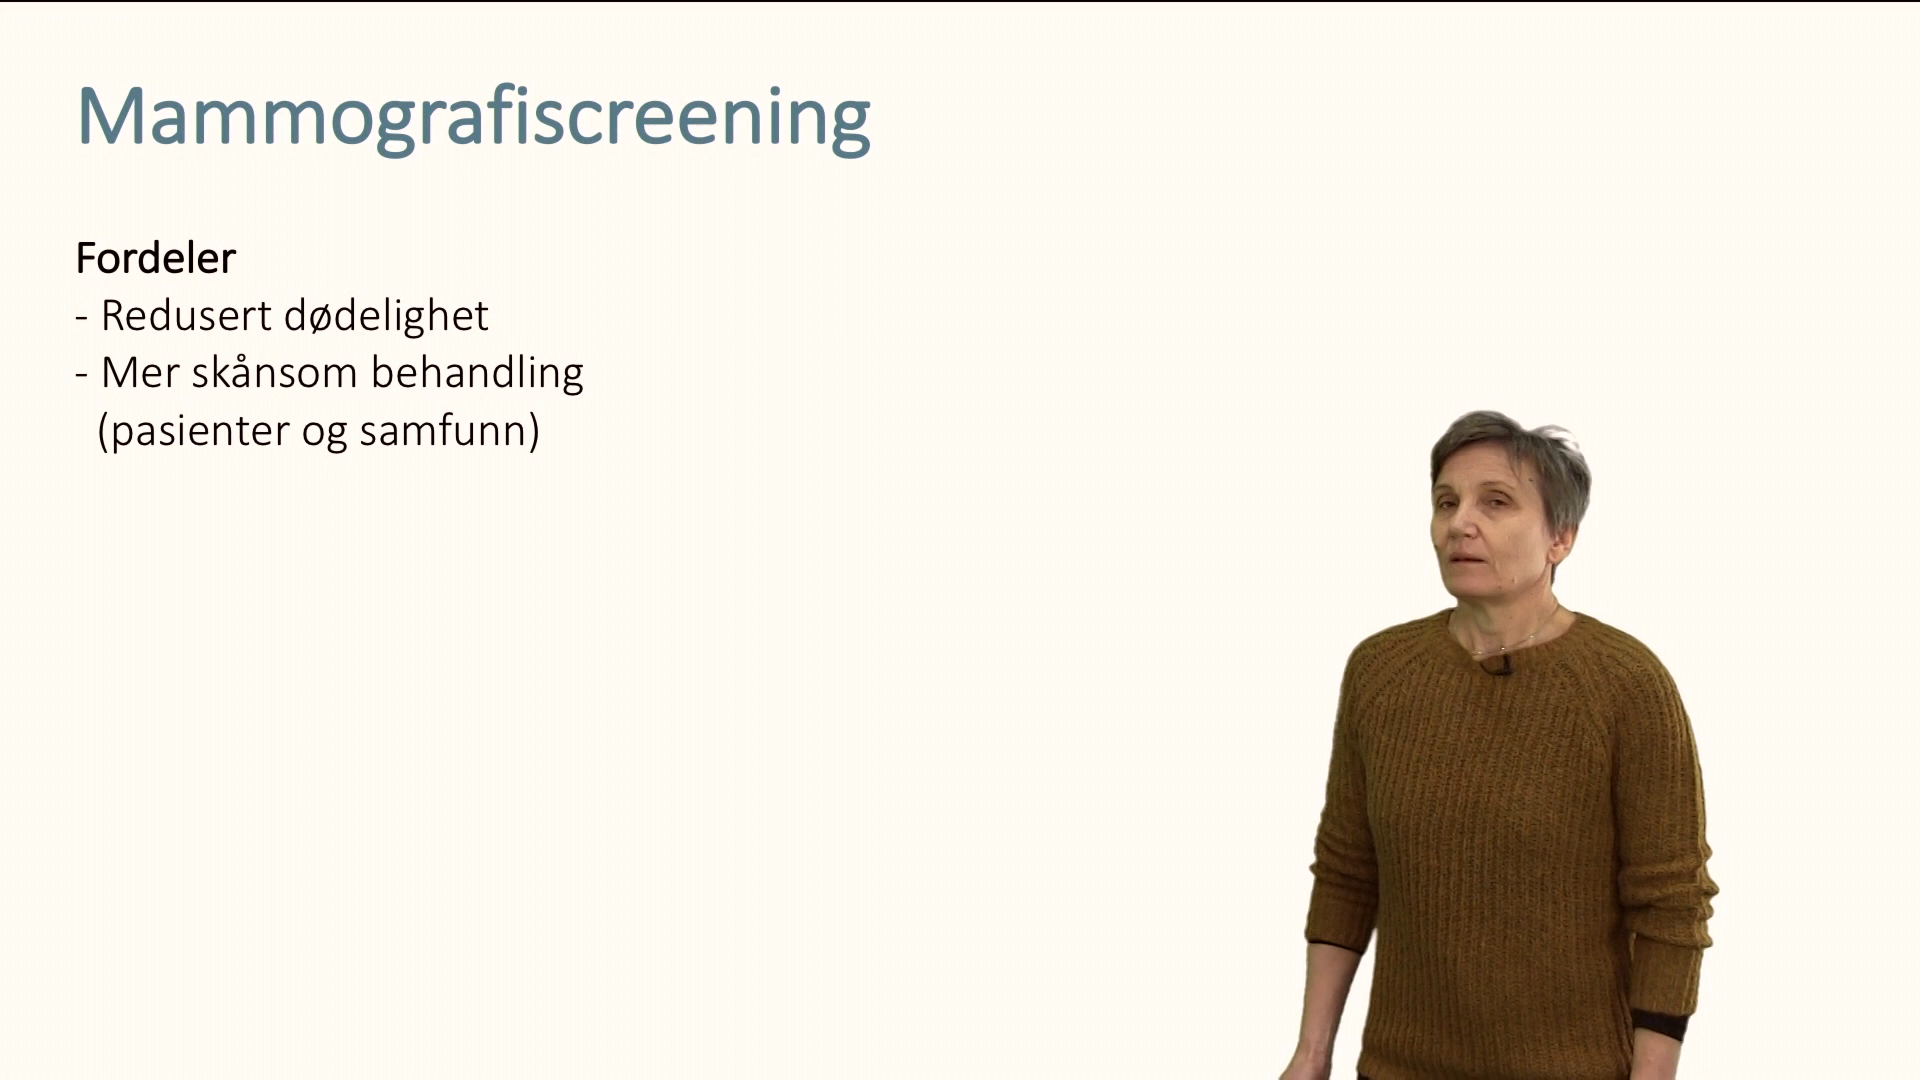 Mammografiscreening
Fordeler
- Redusert dødelighet
- Mer skånsom behandling
(pasienter og samfunn)